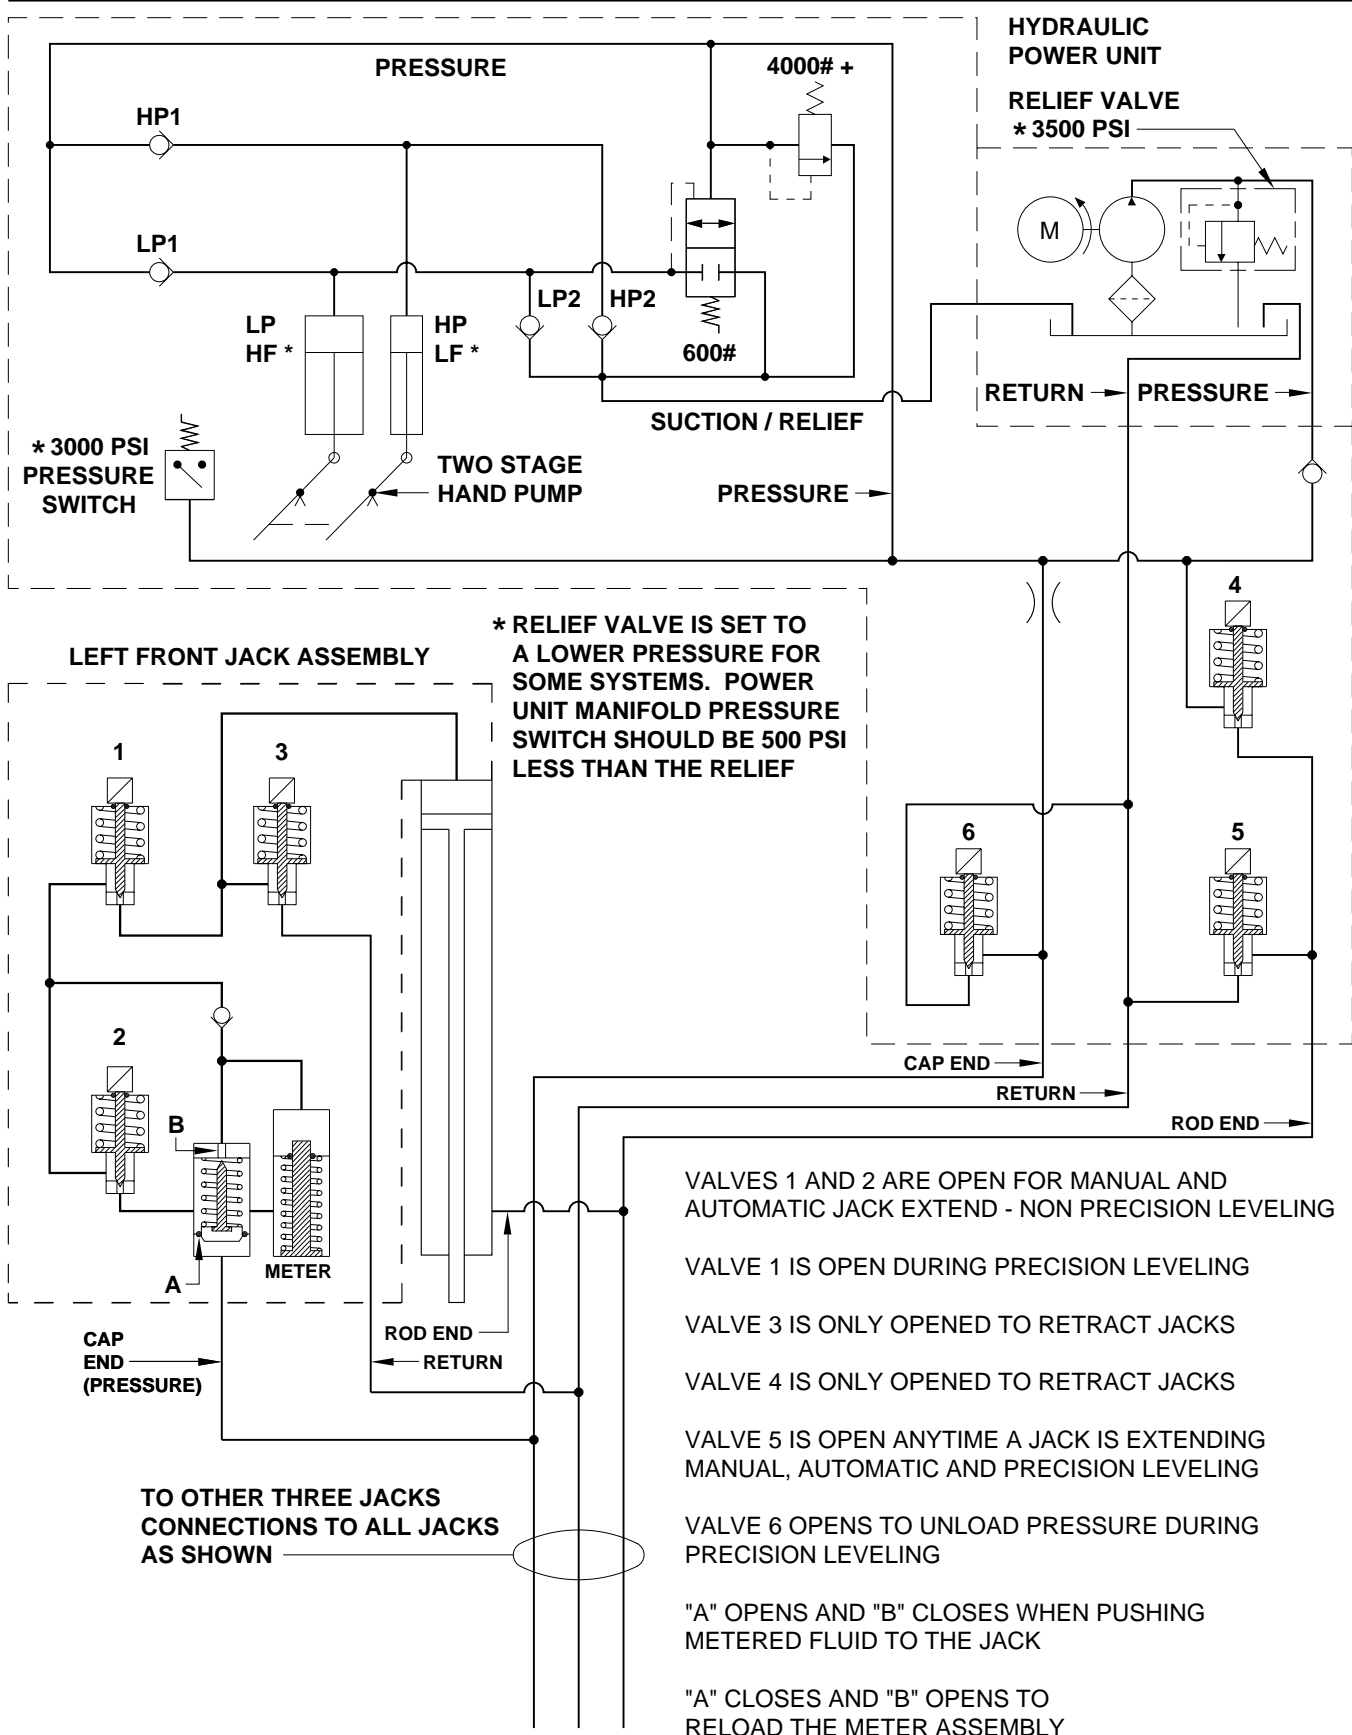 HYDRAULIC
POWER UNIT
PRESSURE
4000# +
RELIEF VALVE
* 3500 PSI
HP1
M
LP1
LP2
HP2
LP
HF *
HP
LF *
600#
RETURN
PRESSURE
SUCTION / RELIEF
* 3000 PSI
PRESSURE
SWITCH
TWO STAGE
HAND PUMP
PRESSURE
4
* RELIEF VALVE IS SET TO
A LOWER PRESSURE FOR
SOME SYSTEMS. POWER
UNIT MANIFOLD PRESSURE
SWITCH SHOULD BE 500 PSI
LESS THAN THE RELIEF
LEFT FRONT JACK ASSEMBLY
1
3
6
5
2
CAP END
RETURN
ROD END
B
A
METER
CAP
END
(PRESSURE)
ROD END
RETURN
VALVES 1 AND 2 ARE OPEN FOR MANUAL AND
AUTOMATIC JACK EXTEND - NON PRECISION LEVELING
VALVE 1 IS OPEN DURING PRECISION LEVELING
VALVE 3 IS ONLY OPENED TO RETRACT JACKS
VALVE 4 IS ONLY OPENED TO RETRACT JACKS
VALVE 5 IS OPEN ANYTIME A JACK IS EXTENDING
MANUAL, AUTOMATIC AND PRECISION LEVELING
VALVE 6 OPENS TO UNLOAD PRESSURE DURING
PRECISION LEVELING
"A" OPENS AND "B" CLOSES WHEN PUSHING
METERED FLUID TO THE JACK
"A" CLOSES AND "B" OPENS TO
RELOAD THE METER ASSEMBLY
TO OTHER THREE JACKS
CONNECTIONS TO ALL JACKS
AS SHOWN